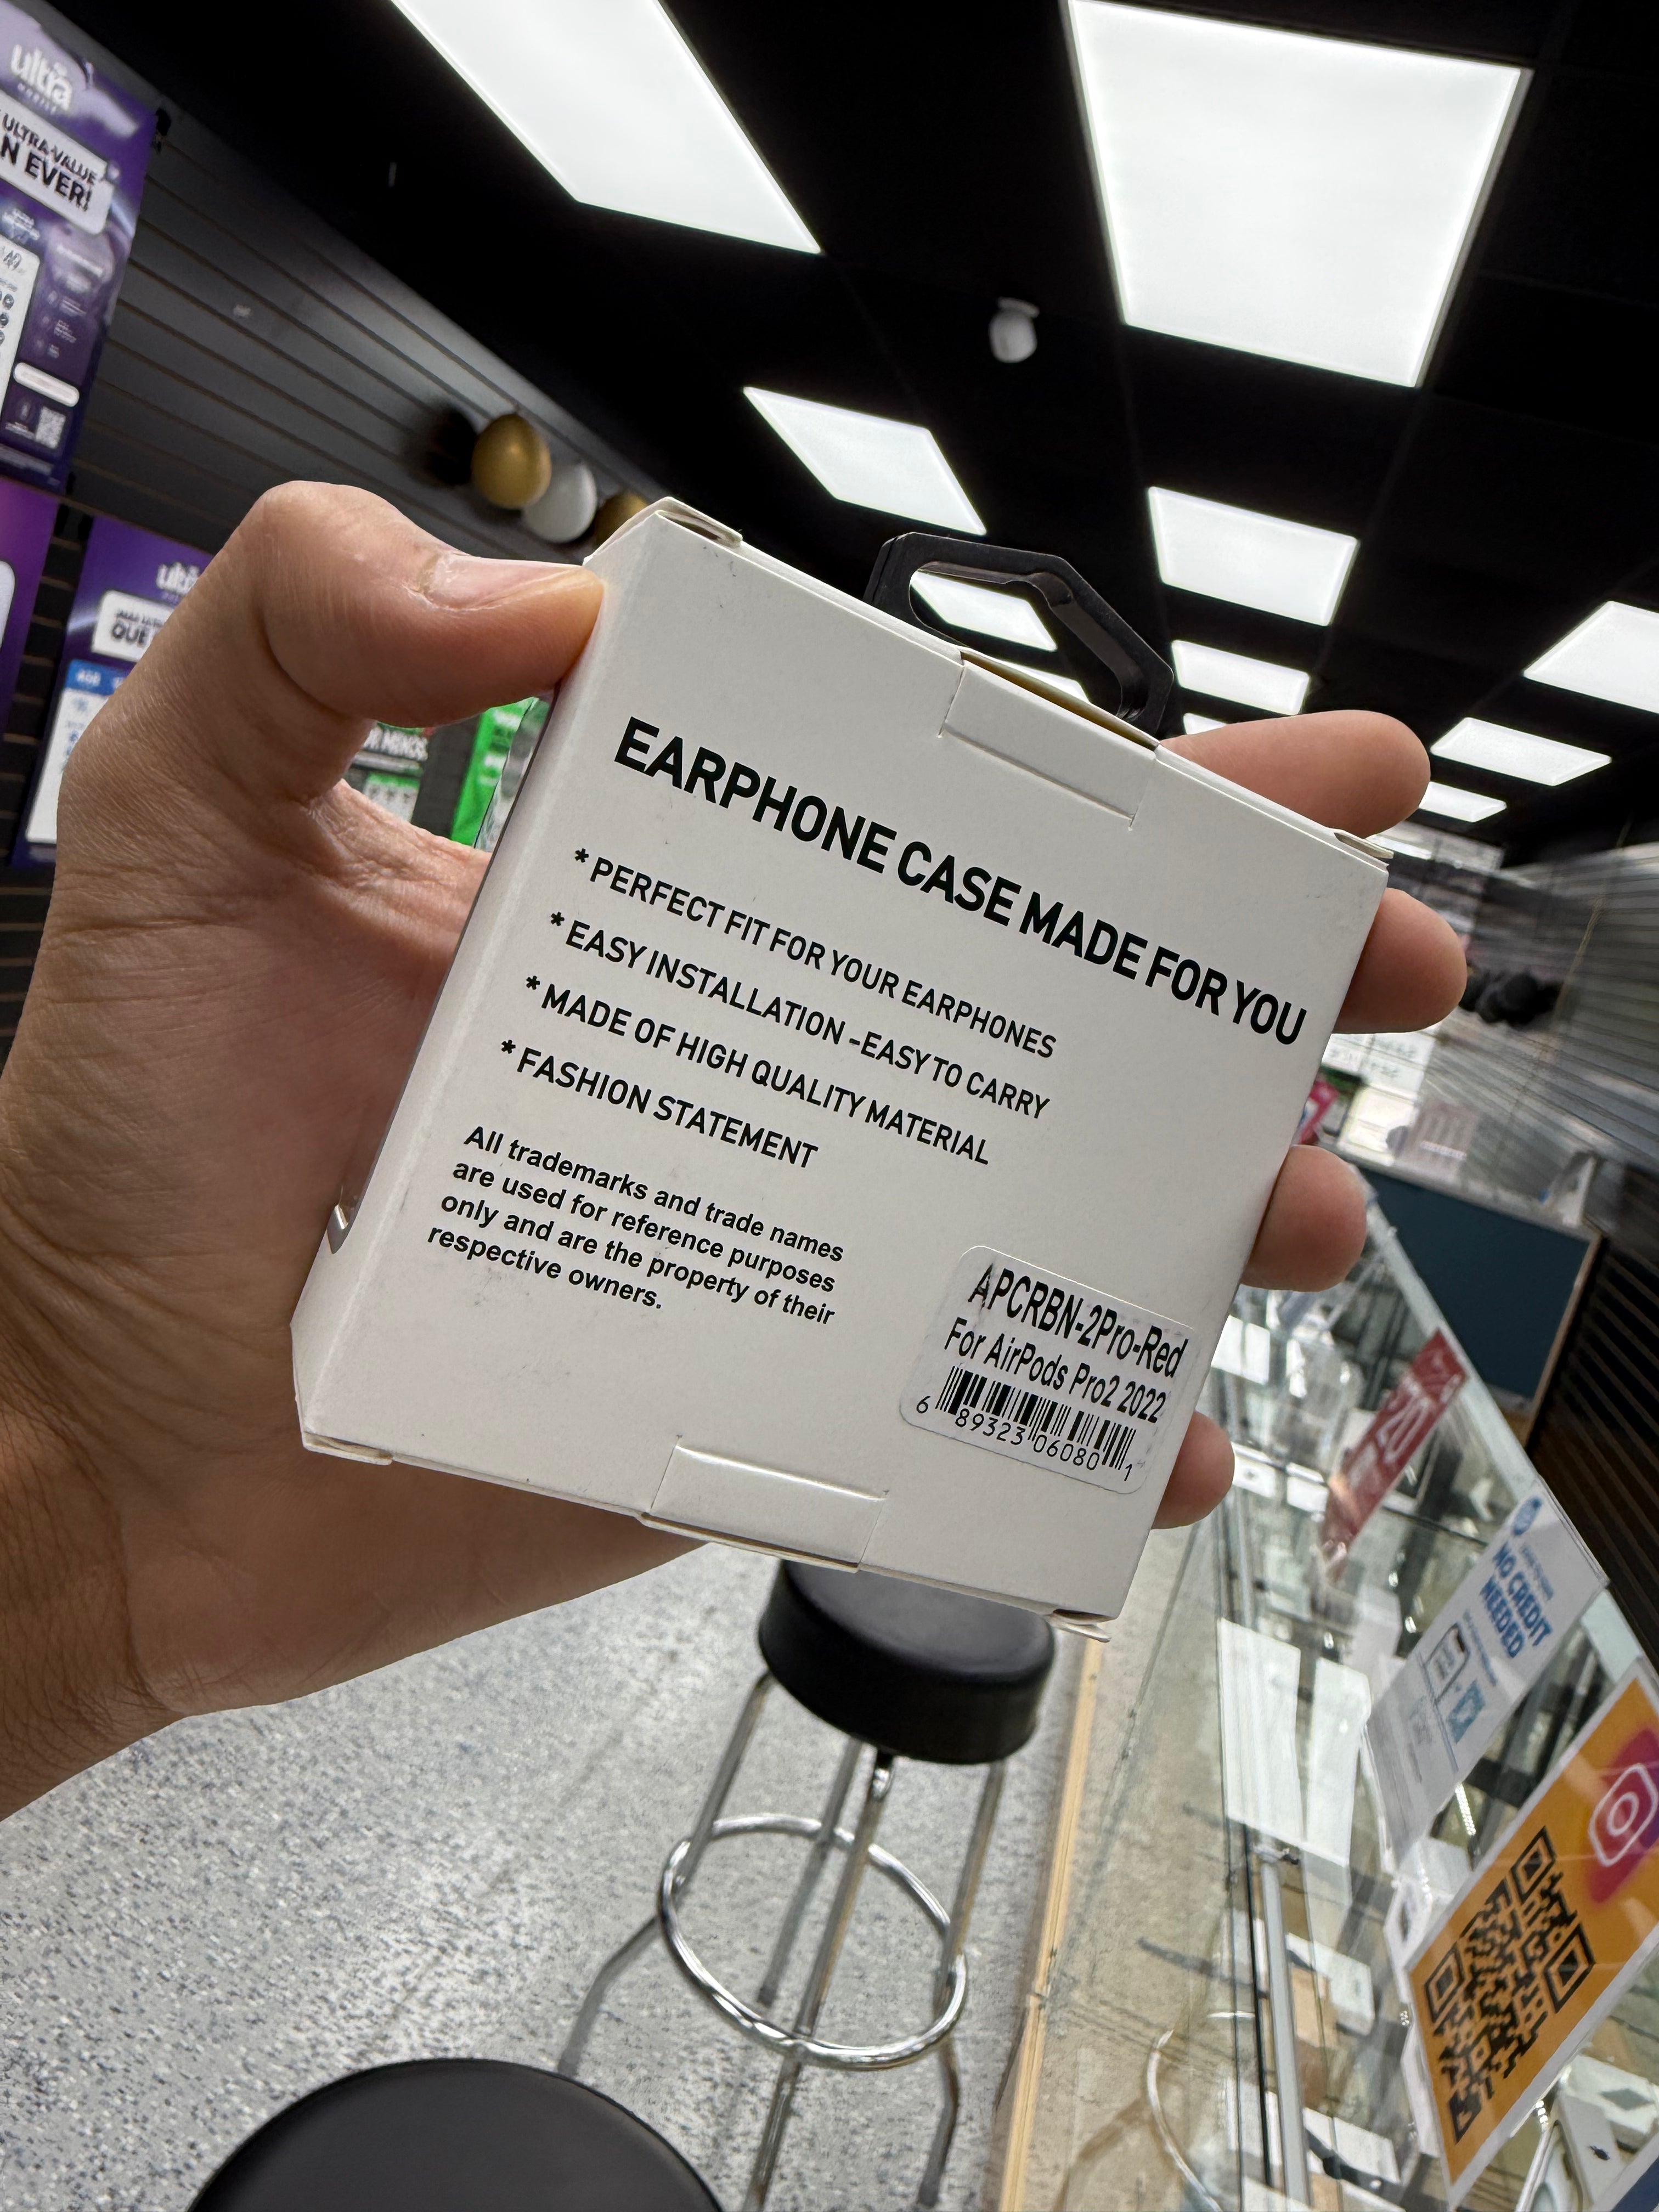 ultra
MOBILE
ULTRA-VALUE
N EVER!
QUE
EARPHONE CASE MADE FOR YOU
* PERFECT FIT FOR YOUR EARPHONES
* EASY INSTALLATION -EASY TO CARRY
* MADE OF HIGH QUALITY MATERIAL
* FASHION STATEMENT
All trademarks and trade names
are used for reference purposes
only and are the property of their
respective owners.
APCRBN-2Pro-Red
For AirPods Pro2 2022
6 89323 06080 1
NO CREDIT
NEEDED